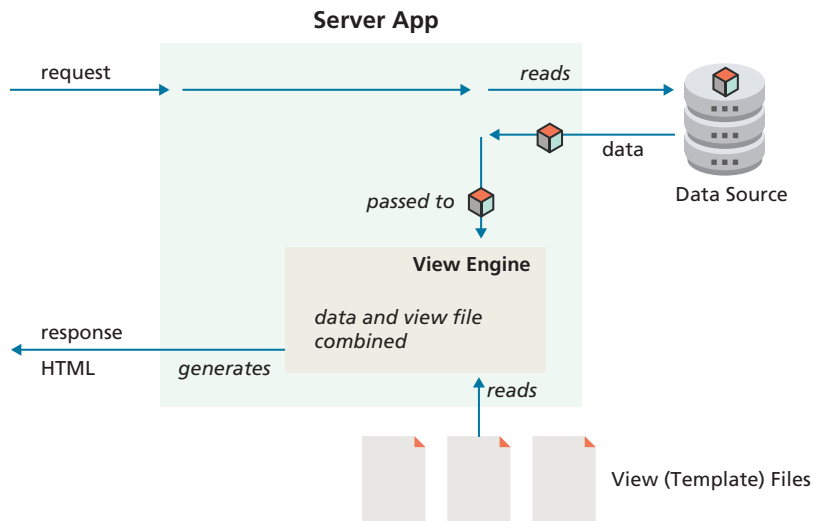 Server App
request
reads
data
Data Source
passed to
View Engine
data and view file
combined
response
HTML
generates
reads
View (Template) Files